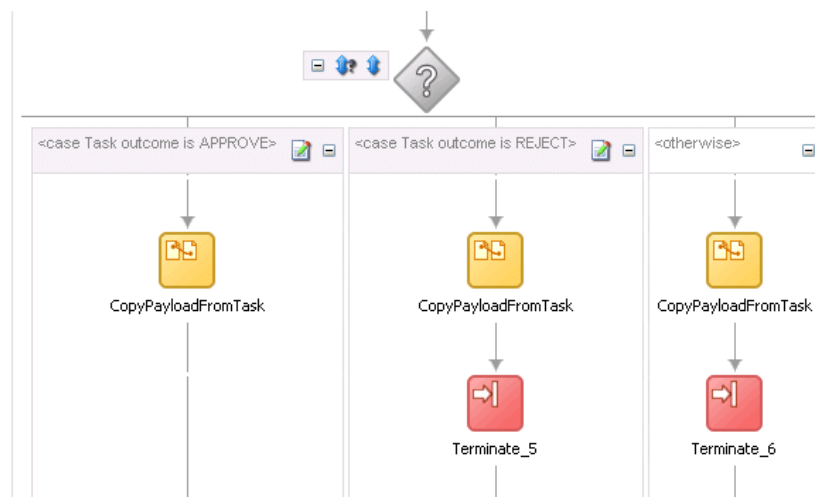 <case Task outcome is APPROVE>
<case Task outcome is REJECT>
<otherwise>
CopyPayloadFromTask
CopyPayloadFromTask
CopyPayloadFromTask
Terminate_5
Terminate_6